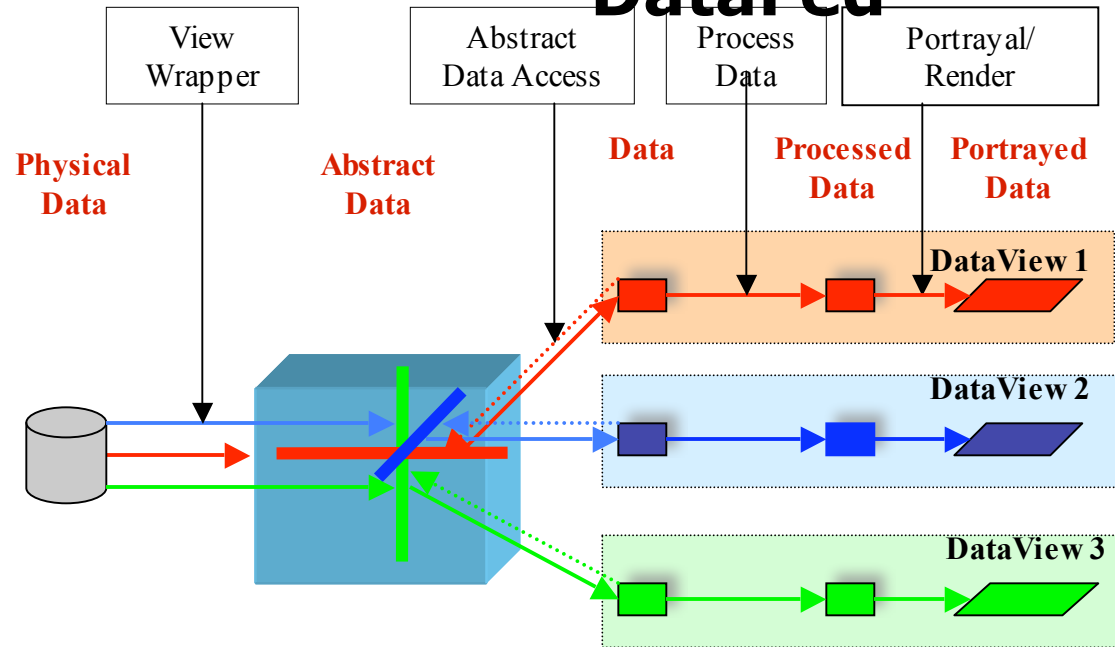 View
Wrapper
Abstract
Data Access
Process
Data
Portrayal/
Render
Physical
Data
Abstract
Data
Data
Processed
Data
Portrayed
Data
DataView 1
DataView 2
DataView 3